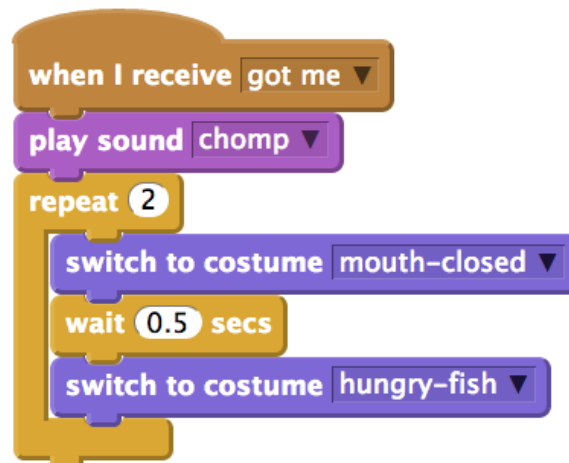 when I receive got me
play sound chomp
repeat 2
switch to costume mouth-closed
wait 0.5 secs
switch to costume hungry-fish